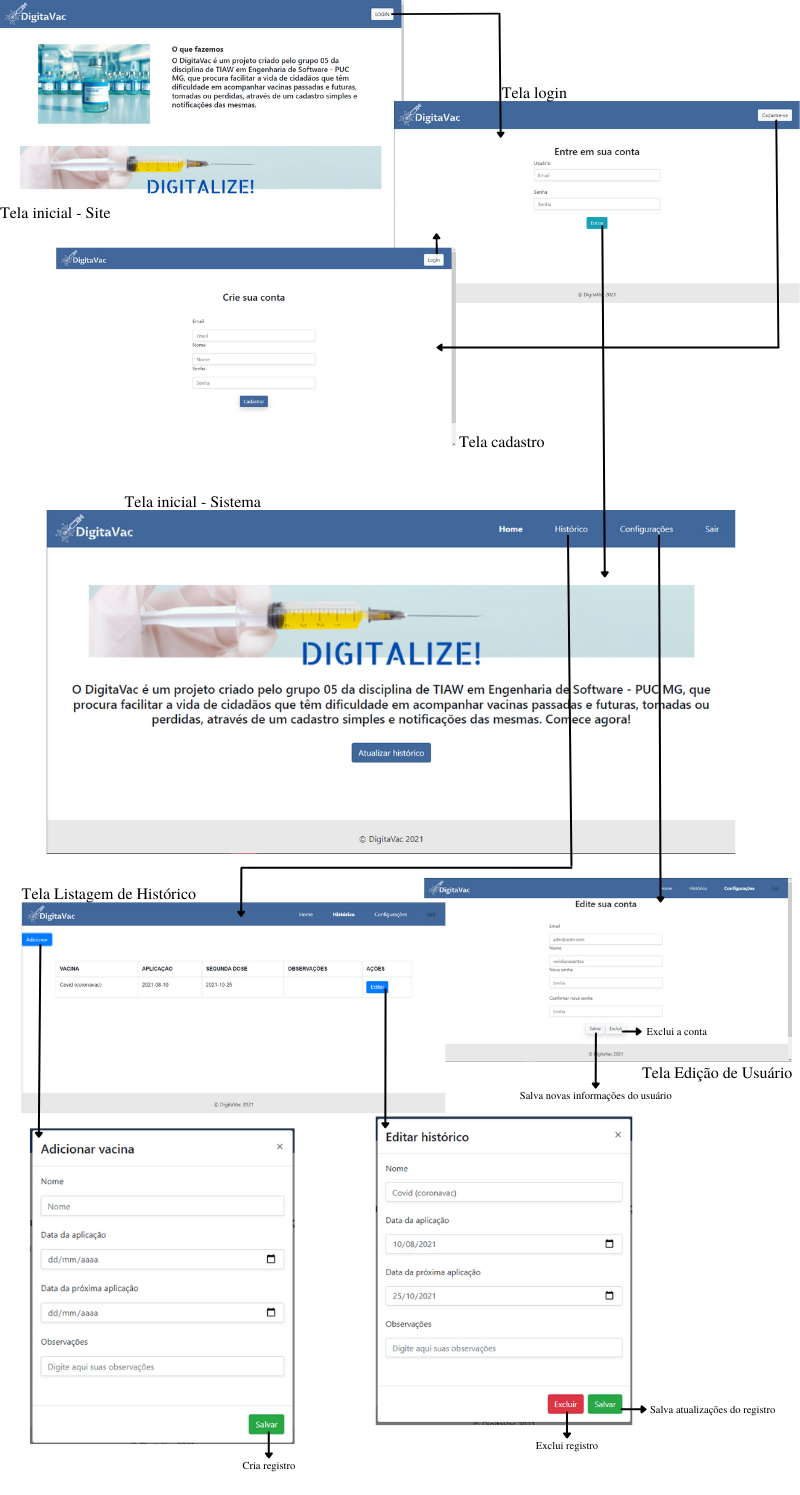 DigitaVac
LOGIN
O que fazemos
O DigitaVac é um projeto criado pelo grupo 05 da
disciplina de TIAW em Engenharia de Software - PUC
MG, que procura facilitar a vida de cidadãos que têm
dificuldade em acompanhar vacinas passadas e futuras,
tomadas ou perdidas, através de um cadastro simples e
notificações das mesmas.
DIGITALIZE!
Tela inicial - Site
Tela login
DigitaVac
Cadastre-se
Entre em sua conta
Usuário
Email
Senha
Senha
Entrar
© DigitaVac 2021
DigitaVac
Login
Crie sua conta
Email
Email
Nome
Nome
Senha
Senha
Cadastrar
Tela cadastro
Tela inicial - Sistema
DigitaVac
Home
Histórico
Configurações
Sair
DIGITALIZE!
O DigitaVac é um projeto criado pelo grupo 05 da disciplina de TIAW em Engenharia de Software - PUC MG, que
procura facilitar a vida de cidadãos que têm dificuldade em acompanhar vacinas passadas e futuras, tomadas ou
perdidas, através de um cadastro simples e notificações das mesmas. Comece agora!
Atualizar histórico
© DigitaVac 2021
Tela Listagem de Histórico
DigitaVac
Home
Histórico
Configurações
Sair
Adicionar
VACINA APLICAÇÃO SEGUNDA DOSE OBSERVAÇÕES AÇÕES
Covid (coronavac) 2021-08-10 2021-10-25 Editar
© DigitaVac 2021
DigitaVac
Home
Histórico
Configurações
Sair
Edite sua conta
Email
adm@adm.com
Nome
veridianasantos
Nova senha
Senha
Confirmar nova senha
Senha
Salvar
Excluir
Exclui a conta
© DigitaVac 2021
Tela Edição de Usuário
Salva novas informações do usuário
Adicionar vacina
×
Nome
Nome
Data da aplicação
dd/mm/aaaa
Data da próxima aplicação
dd/mm/aaaa
Observações
Digite aqui suas observações
Salvar
Cria registro
Editar histórico
×
Nome
Covid (coronavac)
Data da aplicação
10/08/2021
Data da próxima aplicação
25/10/2021
Observações
Digite aqui suas observações
Excluir
Salvar
Salva atualizações do registro
© DigitaVac 2021
Exclui registro